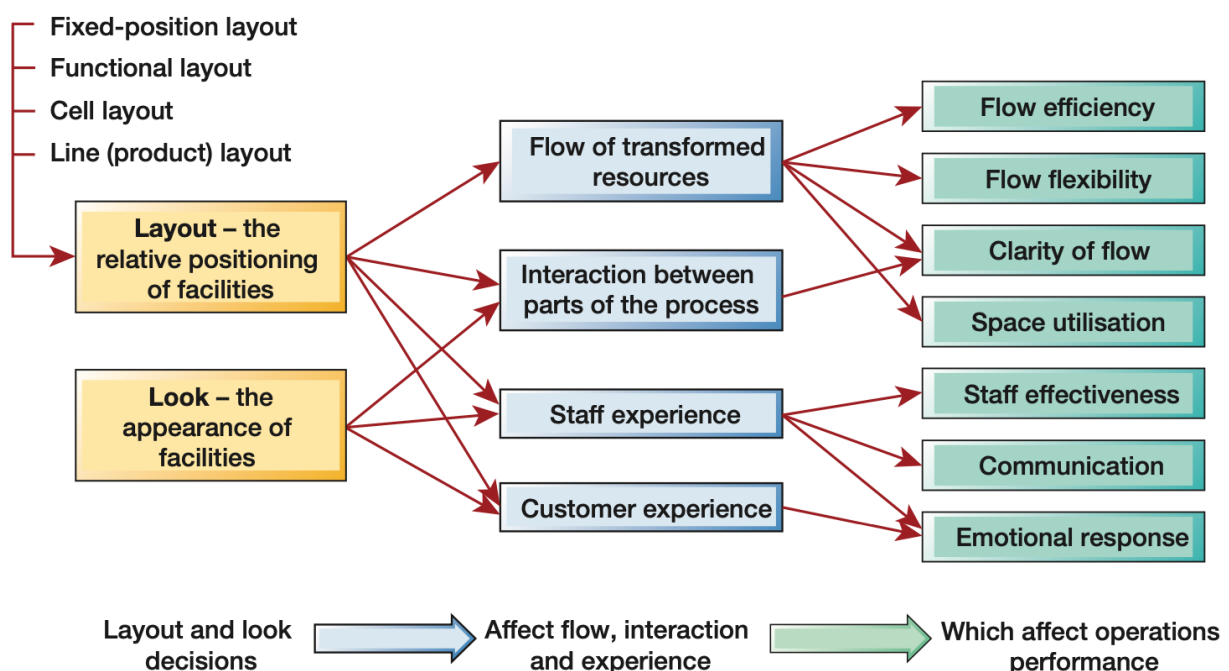 Fixed-position layout
Functional layout
Cell layout
Line (product) layout
Layout – the
relative positioning
of facilities
Look – the
appearance of
facilities
Flow of transformed
resources
Interaction between
parts of the process
Staff experience
Customer experience
Flow efficiency
Flow flexibility
Clarity of flow
Space utilisation
Staff effectiveness
Communication
Emotional response
Layout and look
decisions
Affect flow, interaction
and experience
Which affect operations
performance